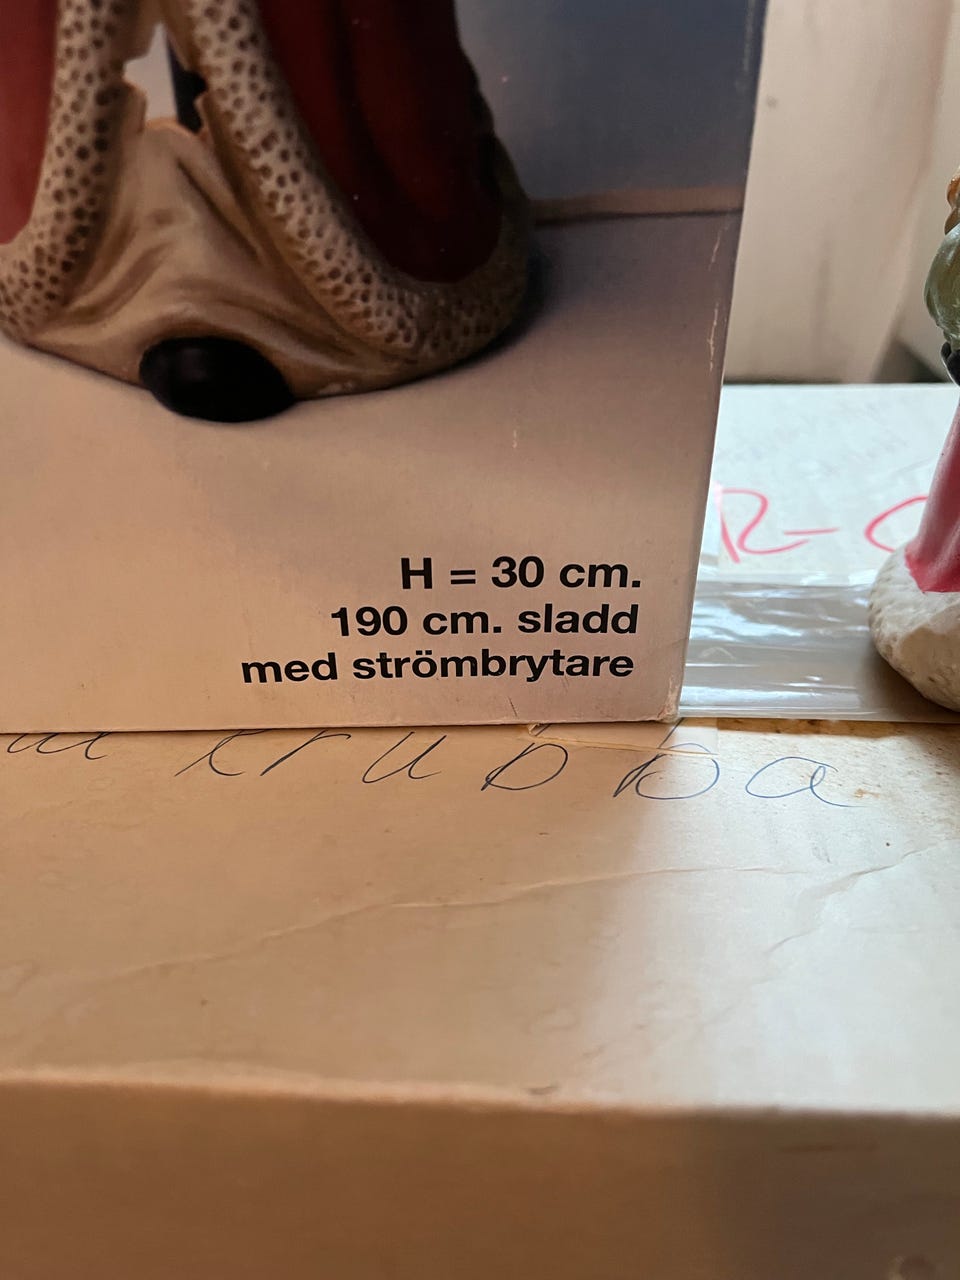 H = 30 cm.
190 cm. sladd
med strömbrytare
krubba